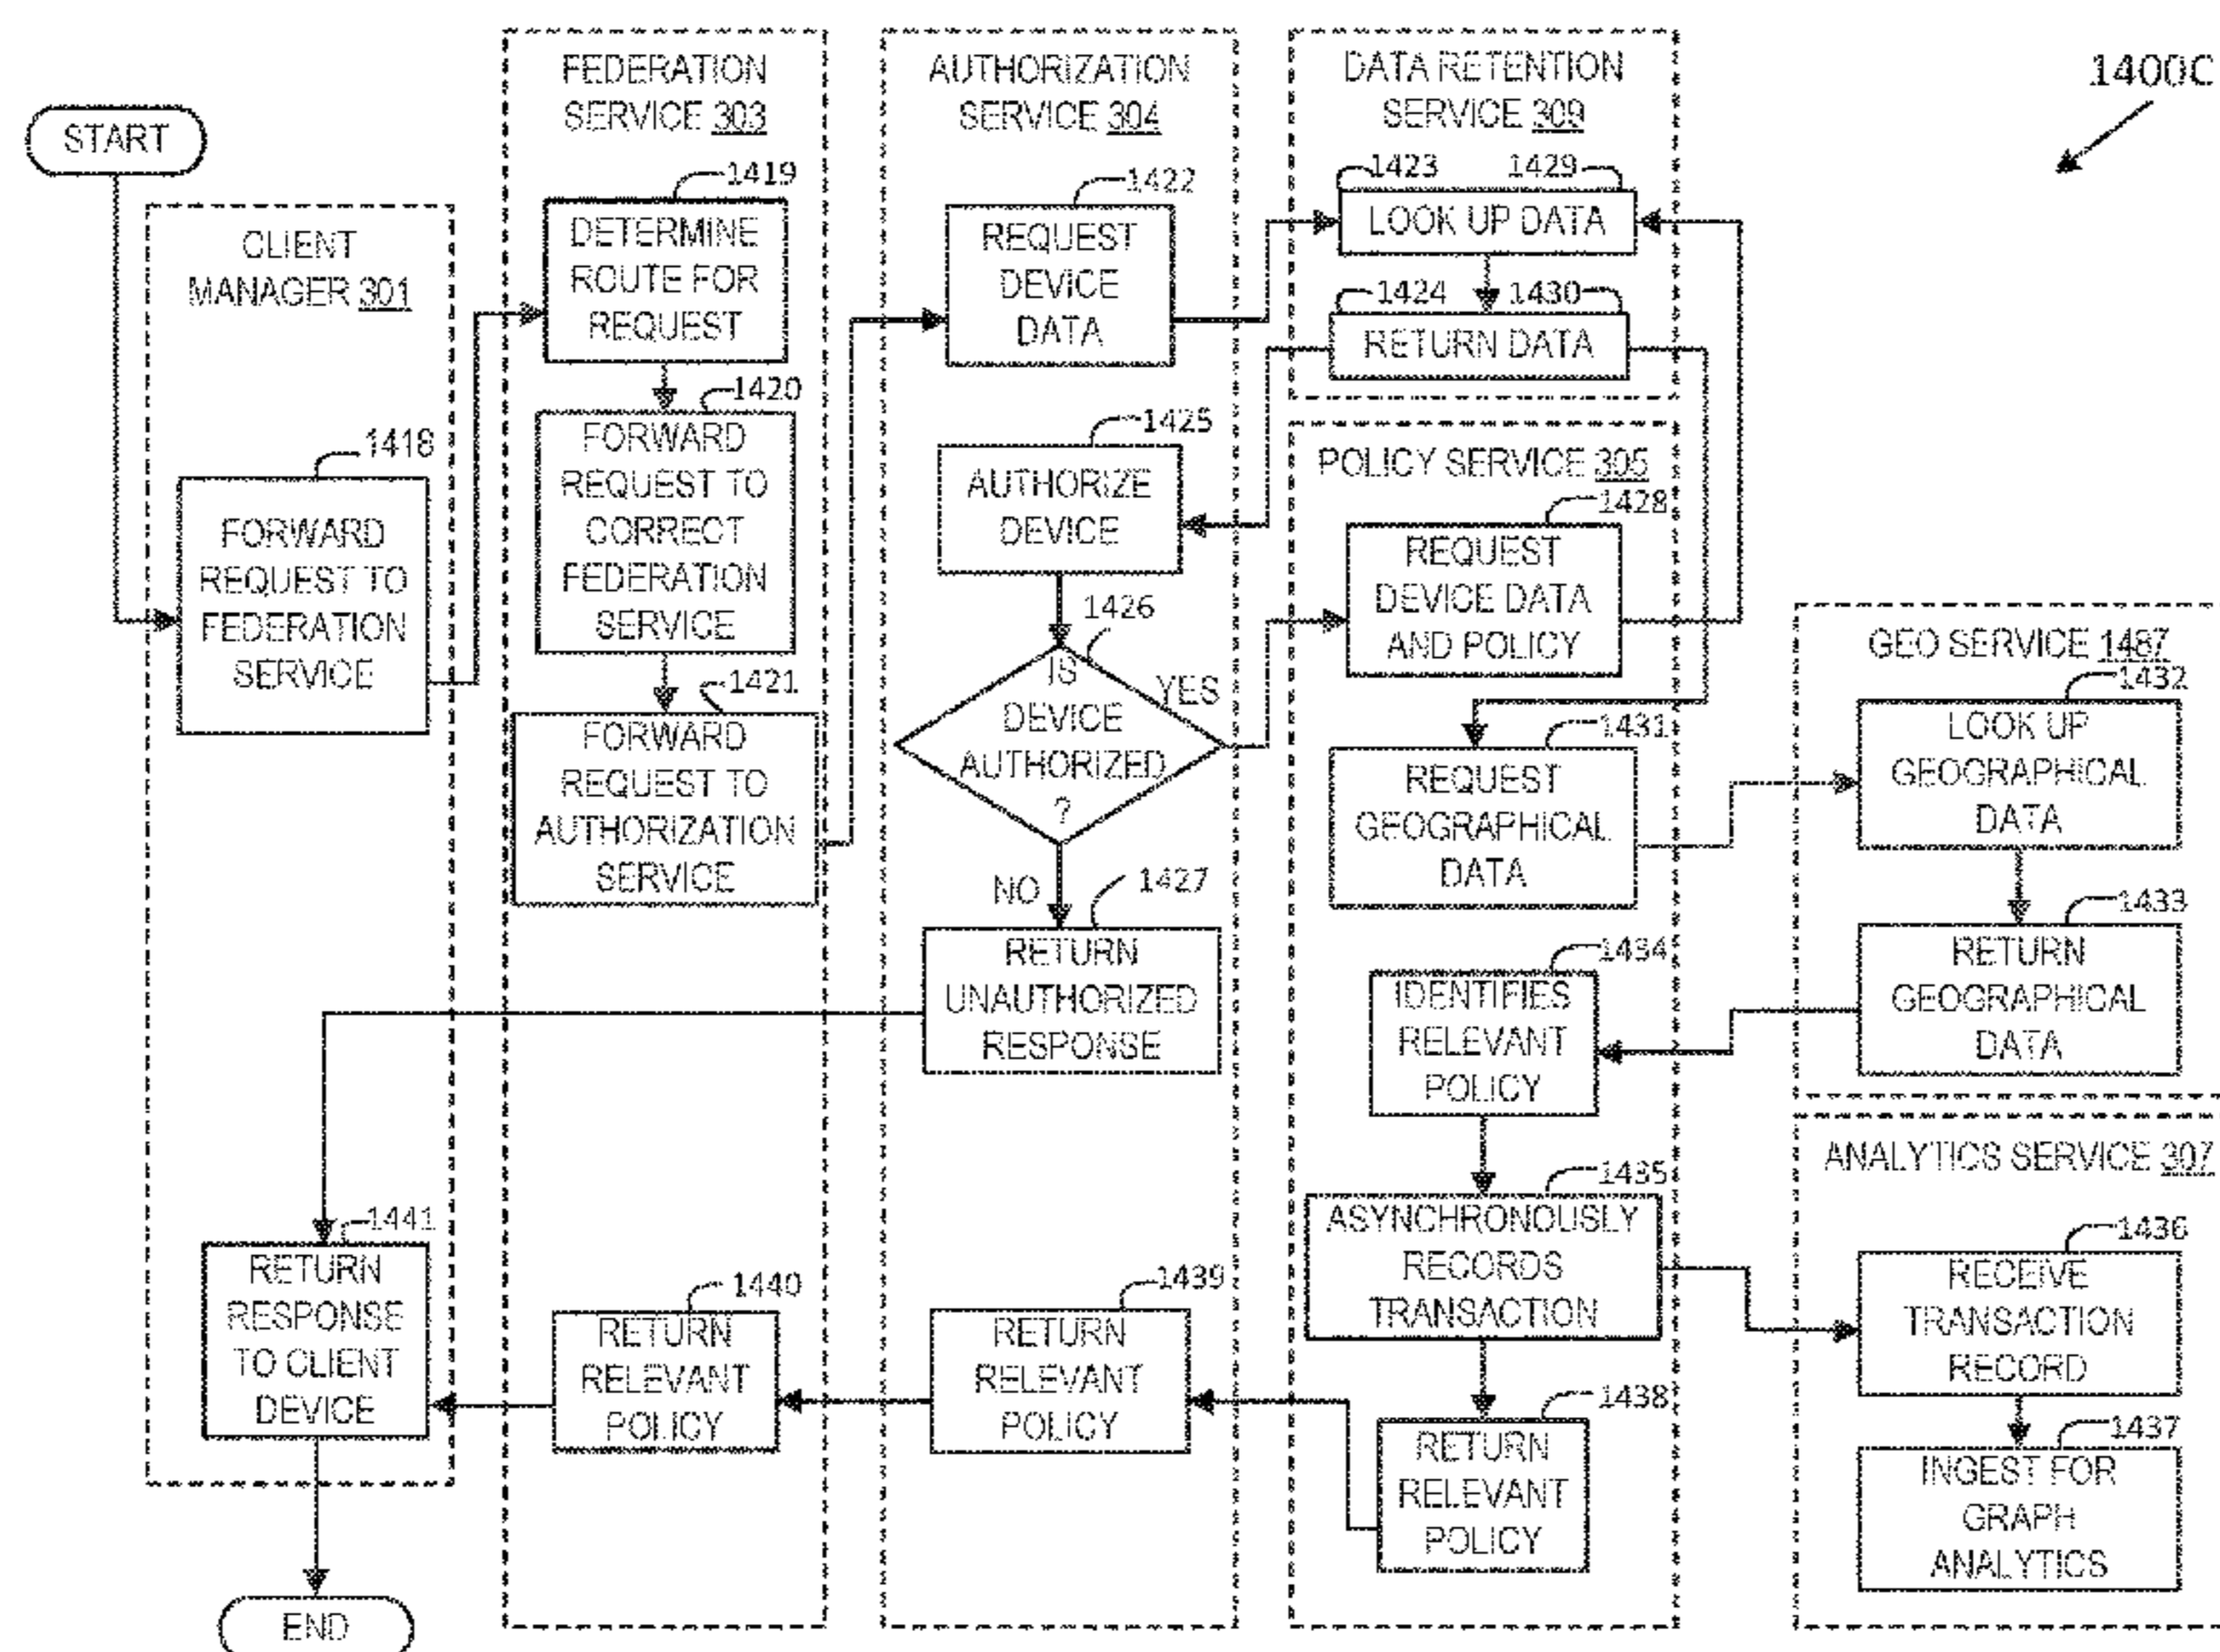 1400C
START
CLIENT
MANAGER 301
1418
FORWARD
REQUEST TO
FEDERATION
SERVICE
1441
RETURN
RESPONSE
TO CLIENT
DEVICE
END
FEDERATION
SERVICE 303
1419
DETERMINE
ROUTE FOR
REQUEST
1420
FORWARD
REQUEST TO
CORRECT
FEDERATION
SERVICE
1421
FORWARD
REQUEST TO
AUTHORIZATION
SERVICE
1440
RETURN
RELEVANT
POLICY
AUTHORIZATION
SERVICE 304
1422
REQUEST
DEVICE
DATA
1425
AUTHORIZE
DEVICE
1426
IS
DEVICE
AUTHORIZED
?
YES
NO
1427
RETURN
UNAUTHORIZED
RESPONSE
1439
RETURN
RELEVANT
POLICY
DATA RETENTION
SERVICE 309
1423 1429
LOOK UP DATA
1424 1430
RETURN DATA
POLICY SERVICE 305
1428
REQUEST
DEVICE DATA
AND POLICY
1431
REQUEST
GEOGRAPHICAL
DATA
1434
IDENTIFIES
RELEVANT
POLICY
1435
ASYNCHRONOUSLY
RECORDS
TRANSACTION
1438
RETURN
RELEVANT
POLICY
GEO SERVICE 1487
1432
LOOK UP
GEOGRAPHICAL
DATA
1433
RETURN
GEOGRAPHICAL
DATA
ANALYTICS SERVICE 307
1436
RECEIVE
TRANSACTION
RECORD
1437
INGEST FOR
GRAPH
ANALYTICS